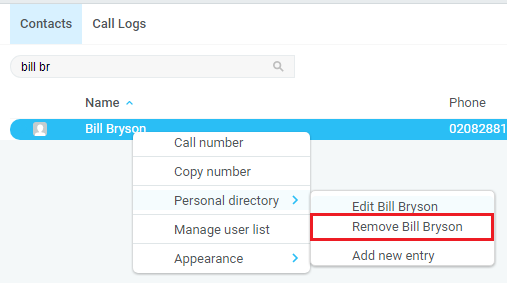 Contacts Call Logs
bill br
Name Phone
Bill Bryson 02082881
Call number
Copy number
Personal directory
Edit Bill Bryson
Remove Bill Bryson
Add new entry
Manage user list
Appearance